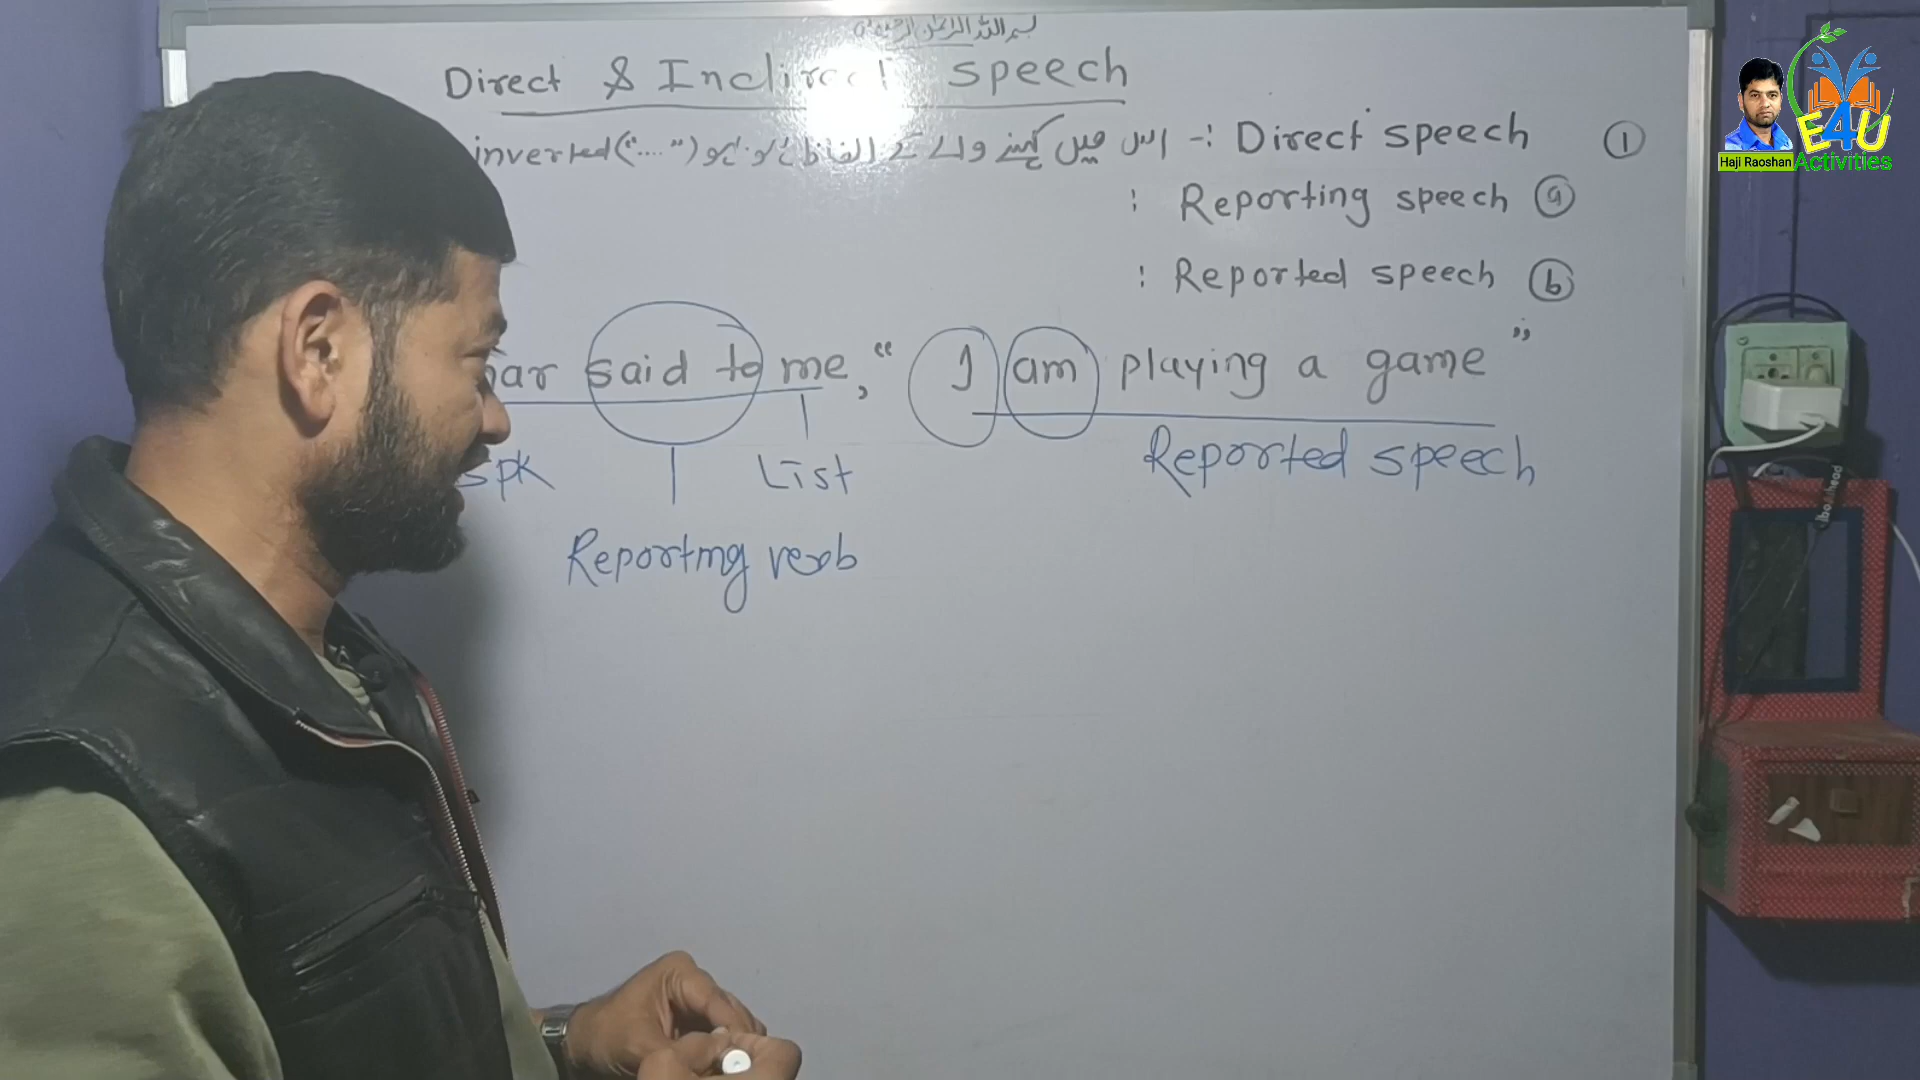 بسم اللہ الرحمن الرحیم
Direct & Indirect speech
① Direct speech :- اس میں کہنے والے کے الفاظ کو inverted ("....")
ⓐ Reporting speech :
ⓑ Reported speech :
said to me, “ I am playing a game ”
spk List Reported speech
Reporting verb
Haji Raoshan
E4U
Activities